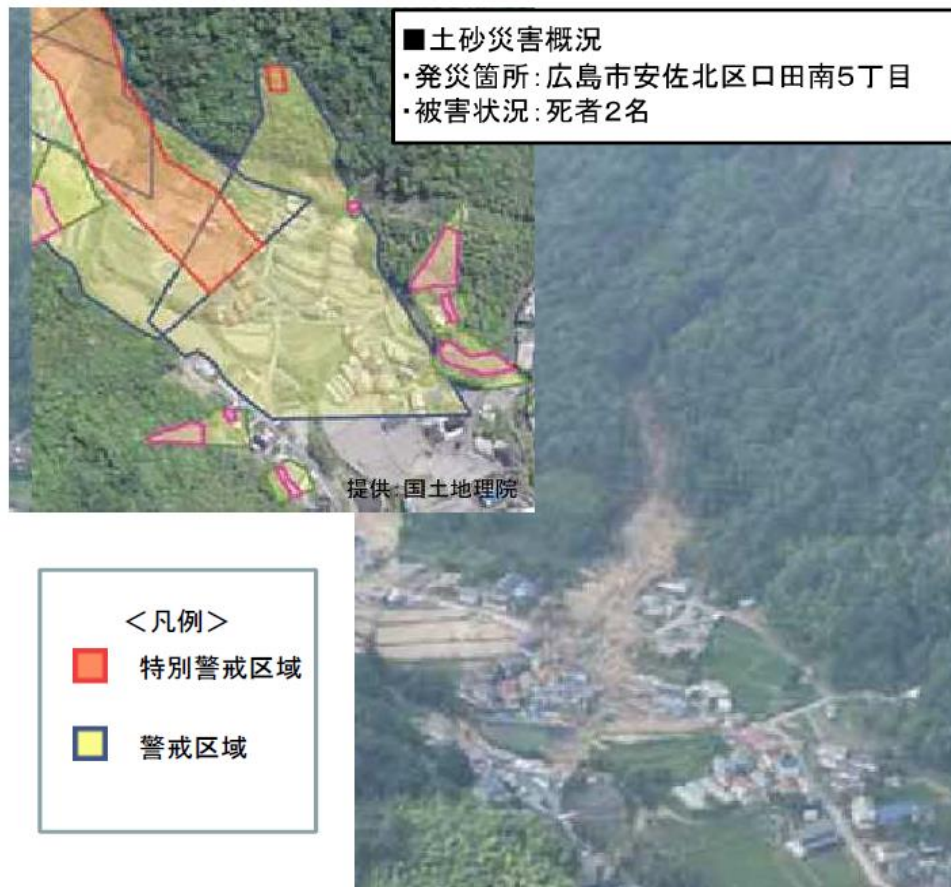 ■土砂災害概況
・発災箇所：広島市安佐北区口田南5丁目
・被害状況：死者2名
提供：国土地理院
＜凡例＞
特別警戒区域
警戒区域